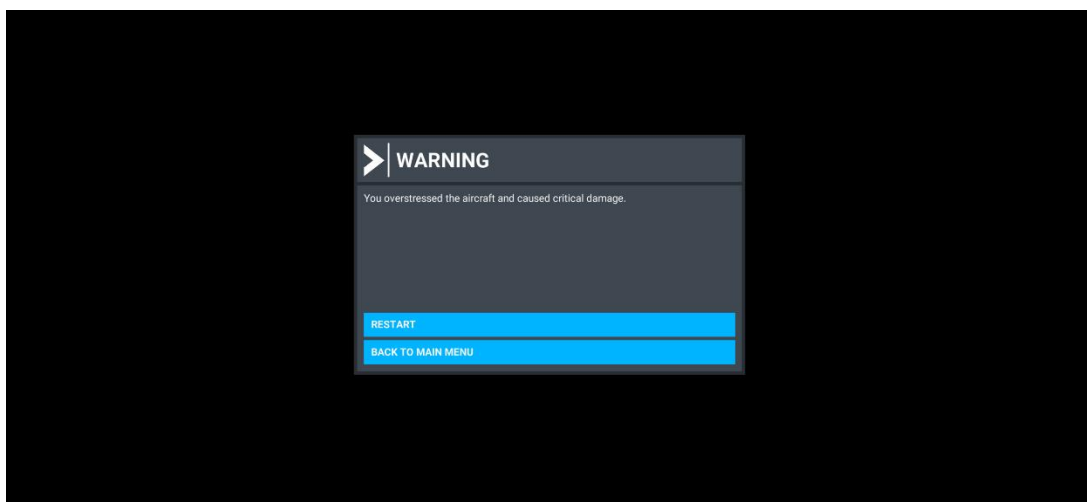 WARNING
You overstressed the aircraft and caused critical damage.
RESTART
BACK TO MAIN MENU